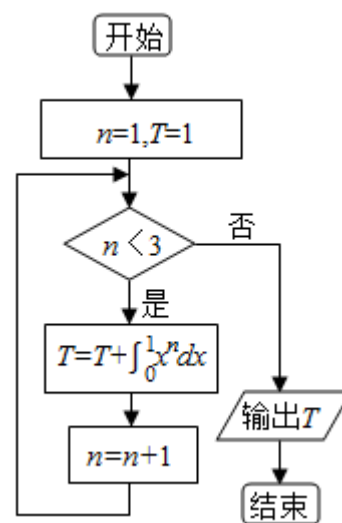 开始
n=1,T=1
n<3
否
是
T=T+∫₀¹xⁿdx
n=n+1
输出T
结束